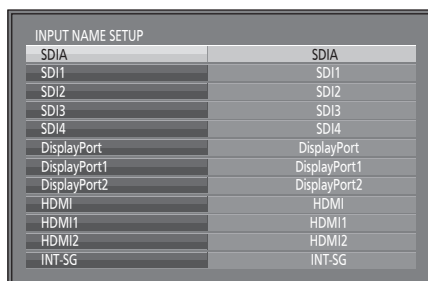 INPUT NAME SETUP
SDIA SDIA
SDI1 SDI1
SDI2 SDI2
SDI3 SDI3
SDI4 SDI4
DisplayPort DisplayPort
DisplayPort1 DisplayPort1
DisplayPort2 DisplayPort2
HDMI HDMI
HDMI1 HDMI1
HDMI2 HDMI2
INT-SG INT-SG